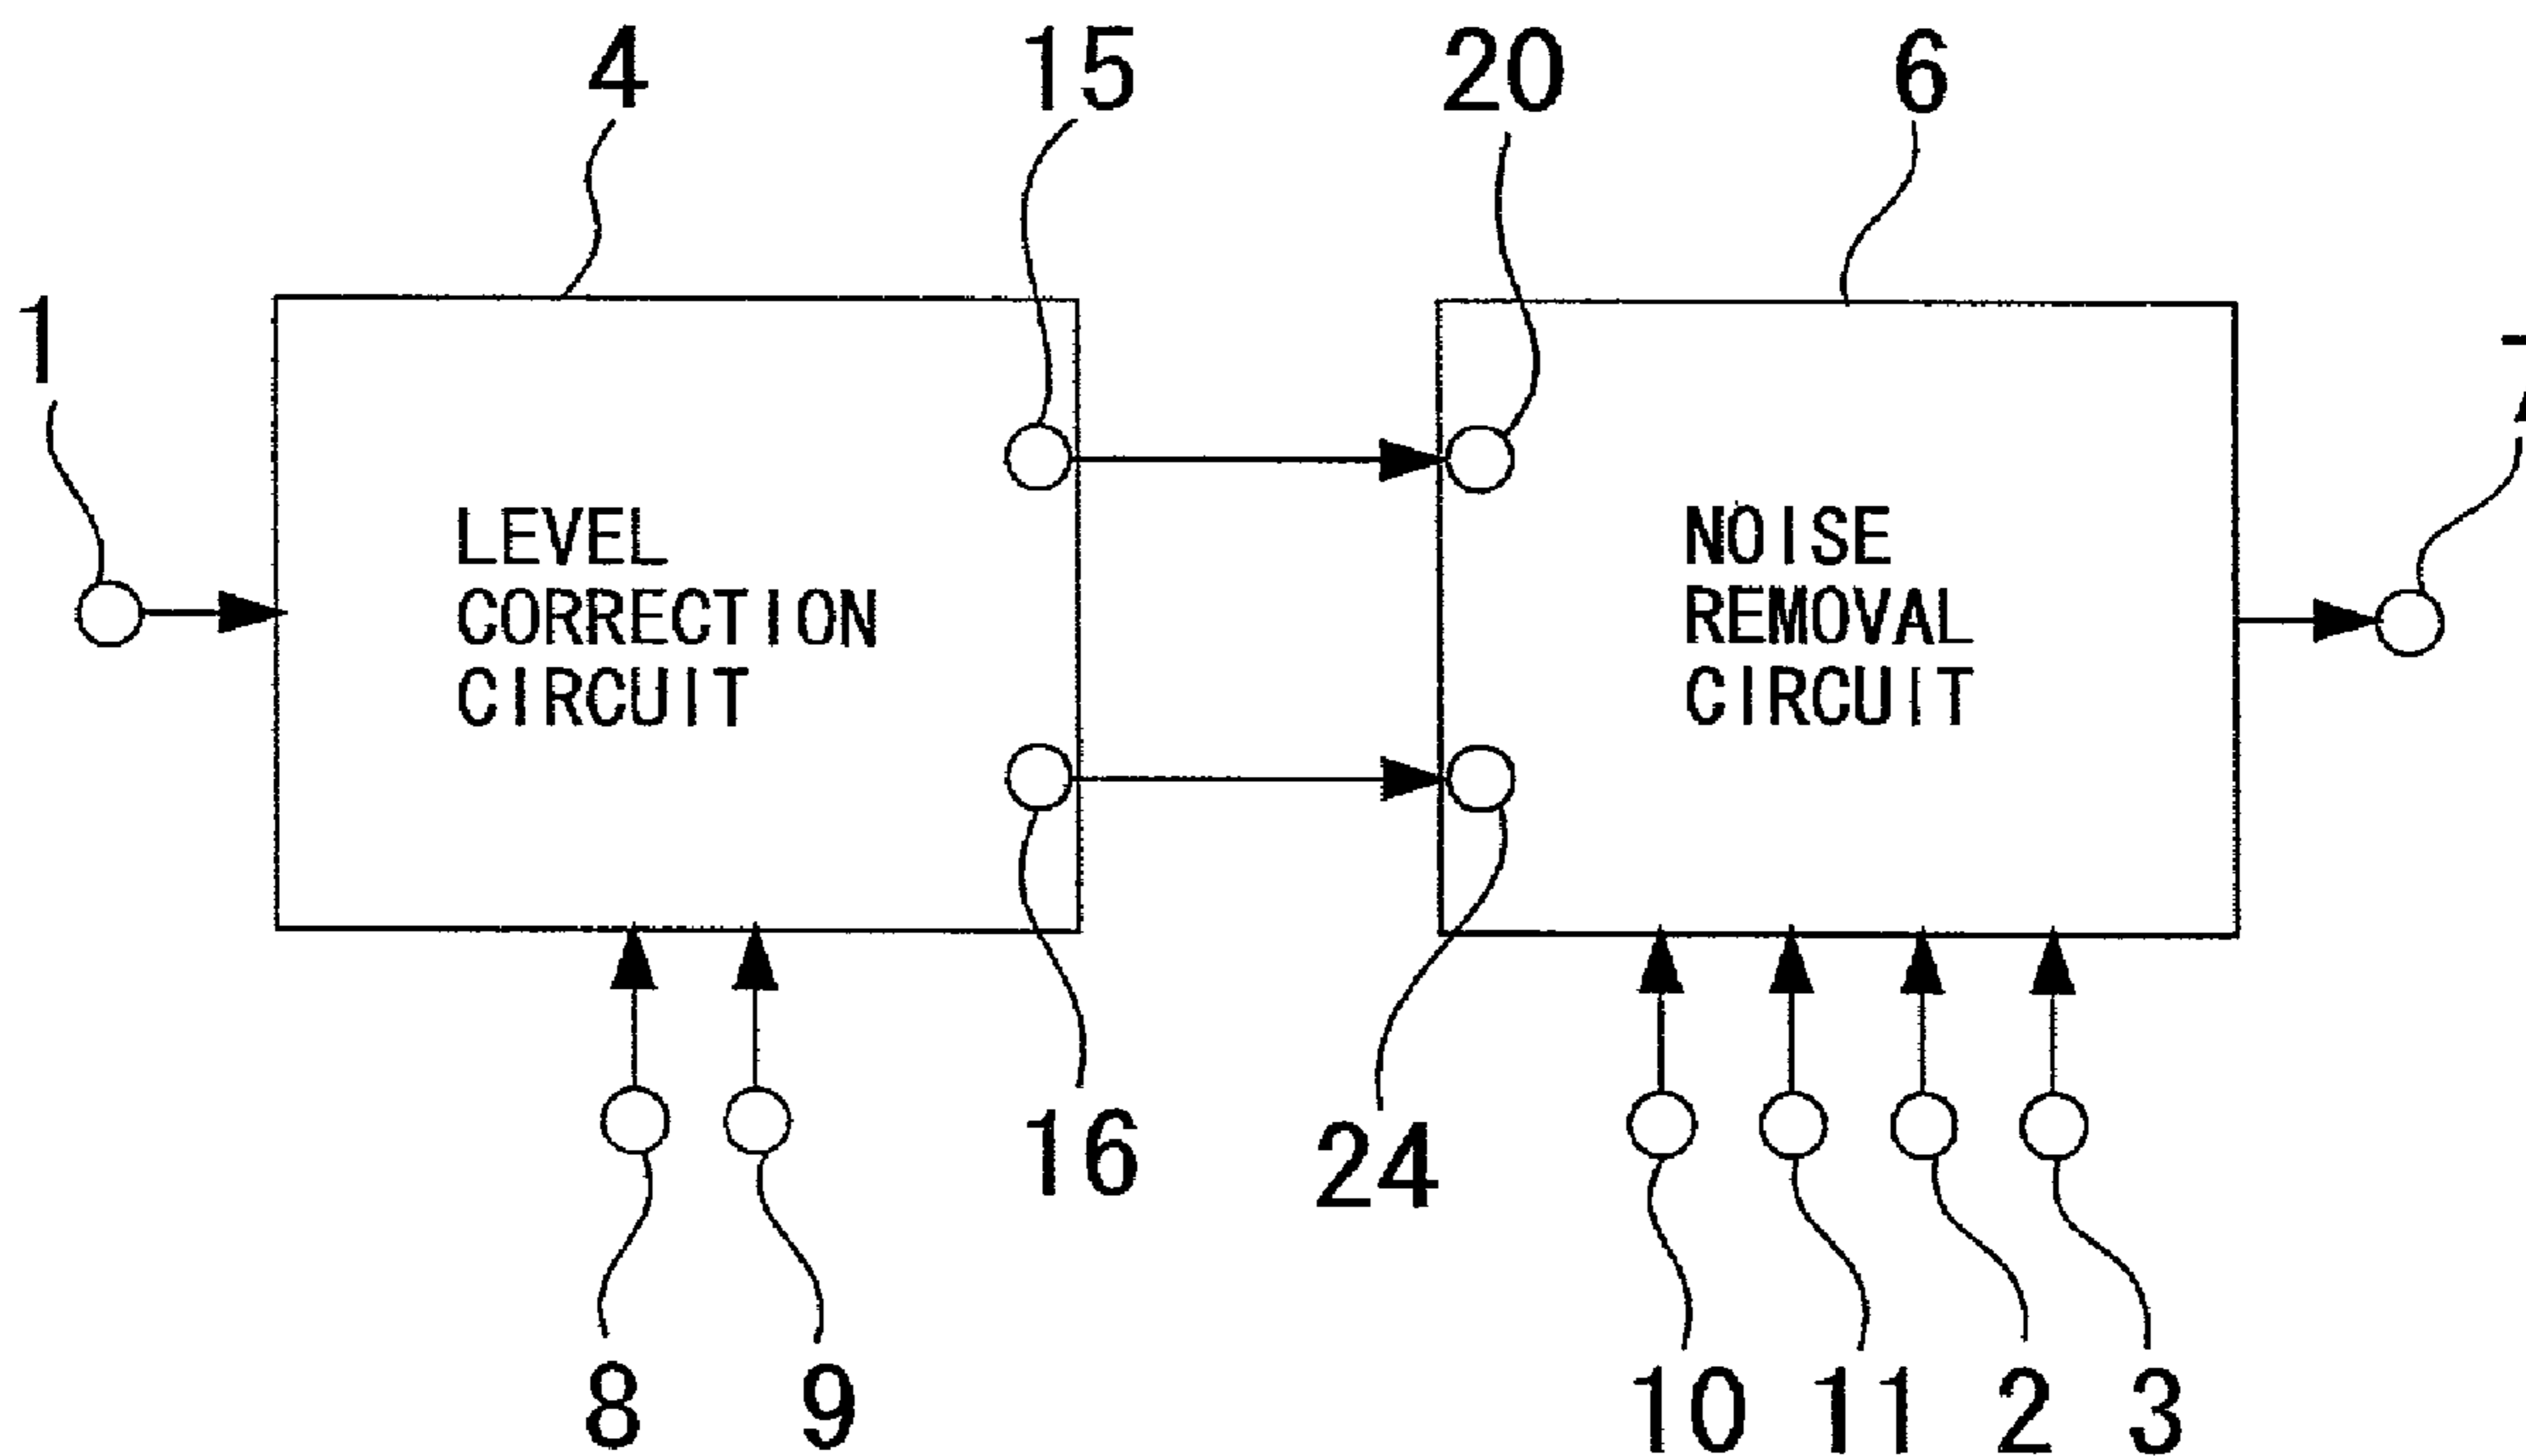 4
15
20
6
1
LEVEL
CORRECTION
CIRCUIT
NOISE
REMOVAL
CIRCUIT
16
24
8
9
10
11
2
3